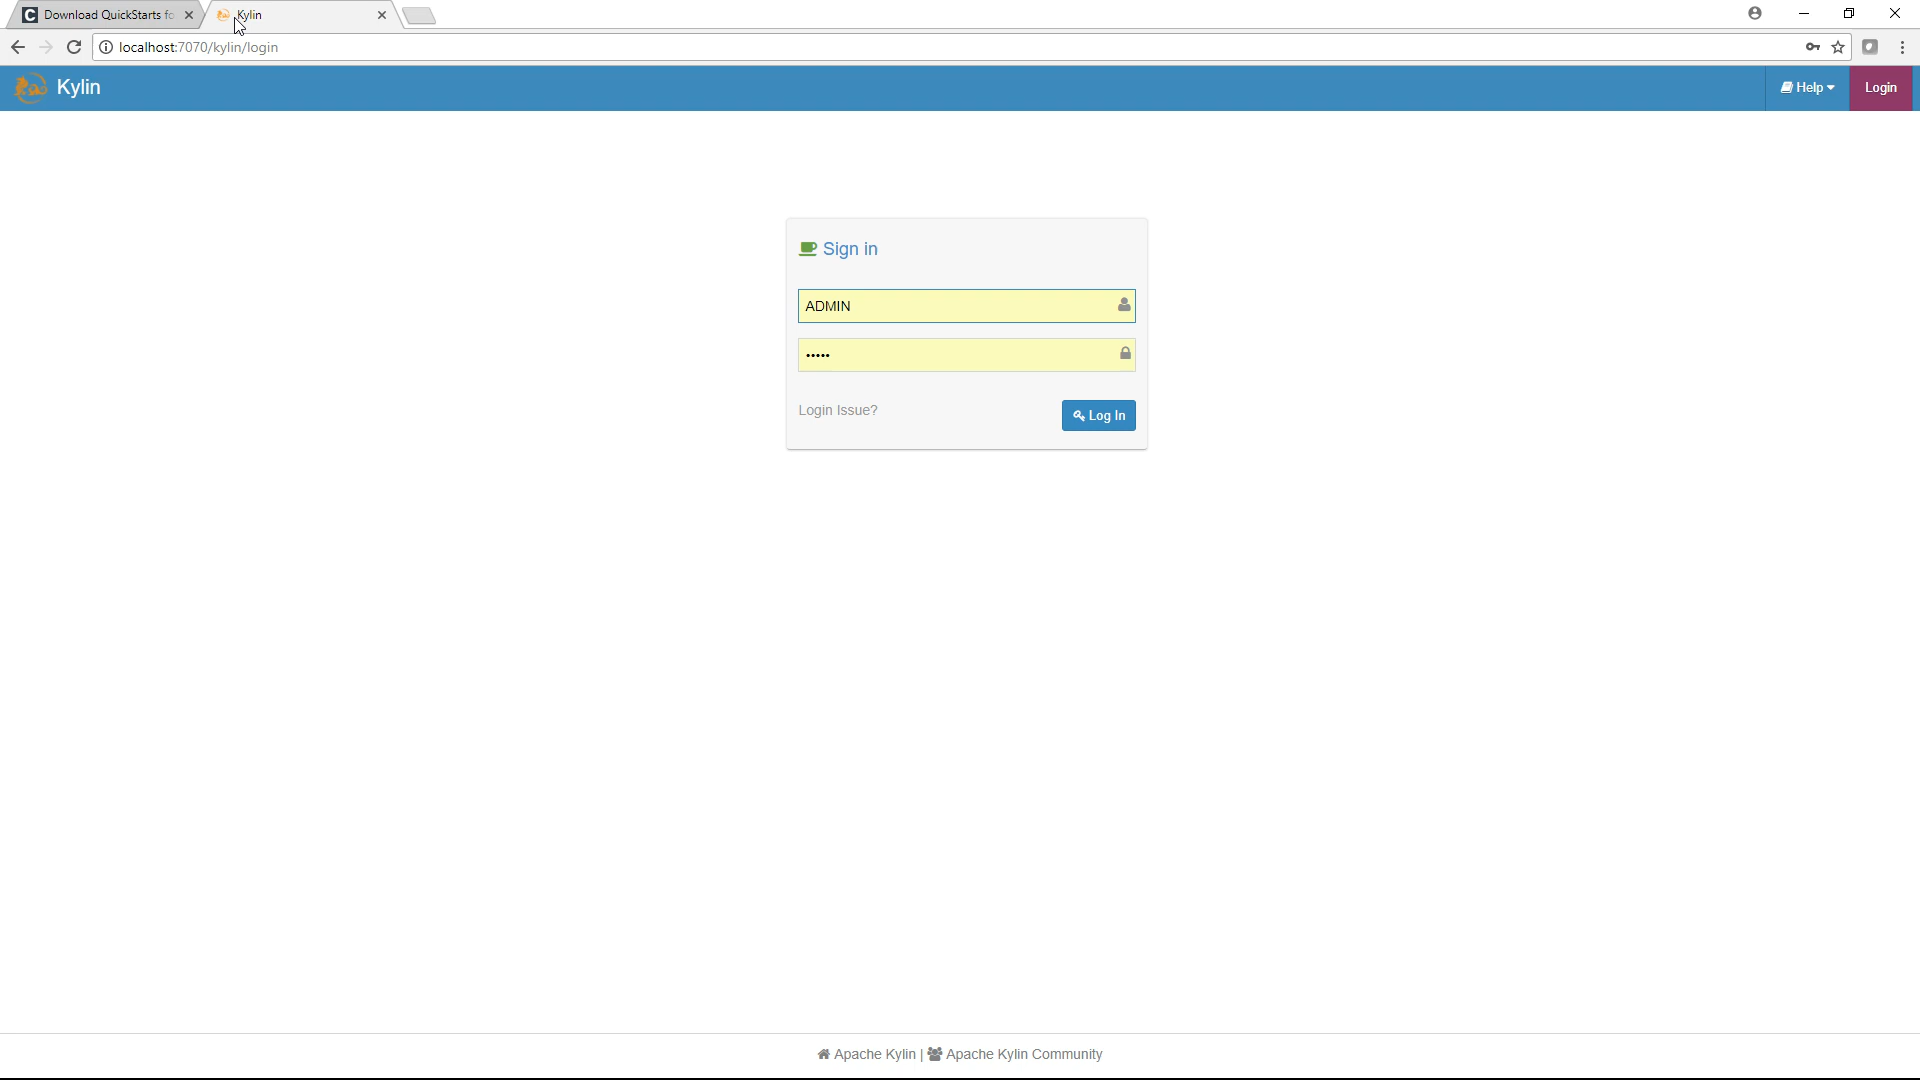 Download QuickStarts fo
Kylin
localhost:7070/kylin/login
Kylin
Help
Login
Sign in
ADMIN
•••••
Login Issue?
Log In
Apache Kylin | Apache Kylin Community